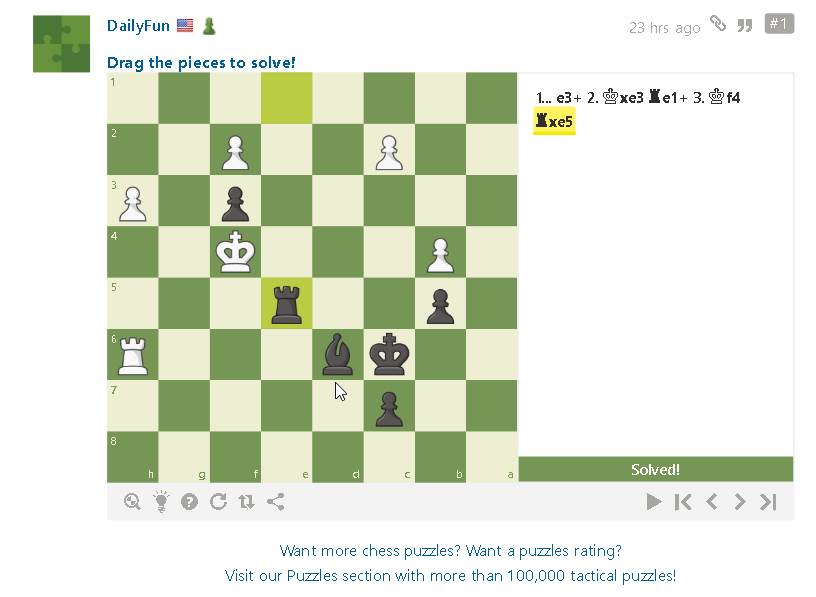 DailyFun
23 hrs ago
#1
Drag the pieces to solve!
1
2
3
4
5
6
7
8
h g f e d c b a
1... e3+ 2. ♔xe3 ♜e1+ 3. ♔f4
♜xe5
Solved!
Want more chess puzzles? Want a puzzles rating?
Visit our Puzzles section with more than 100,000 tactical puzzles!